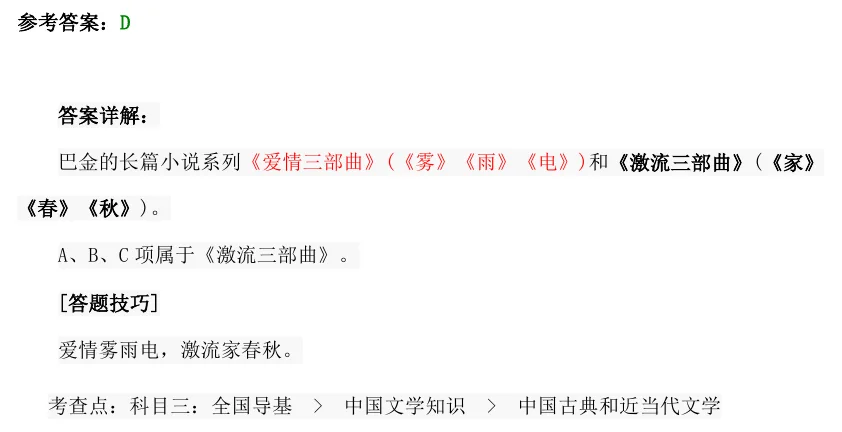 参考答案：D
答案详解：
巴金的长篇小说系列《爱情三部曲》(《雾》《雨》《电》)和《激流三部曲》(《家》
《春》《秋》)。
A、B、C 项属于《激流三部曲》。
[答题技巧]
爱情雾雨电，激流家春秋。
考查点：科目三：全国导基 > 中国文学知识 > 中国古典和近当代文学